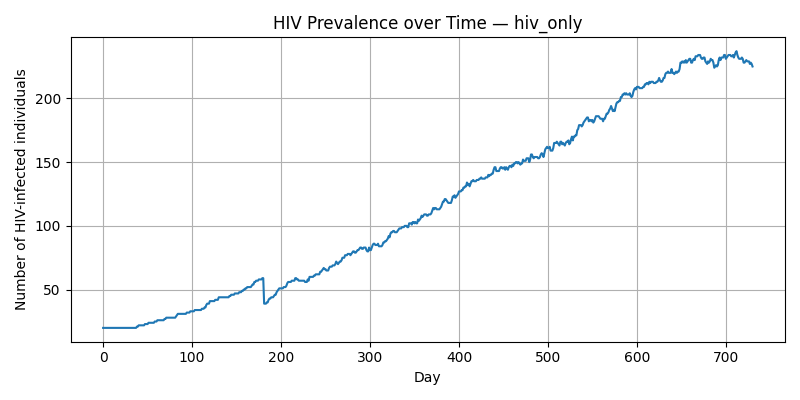 HIV Prevalence over Time — hiv_only
Number of HIV-infected individuals
200
150
100
50
0 100 200 300 400 500 600 700
Day